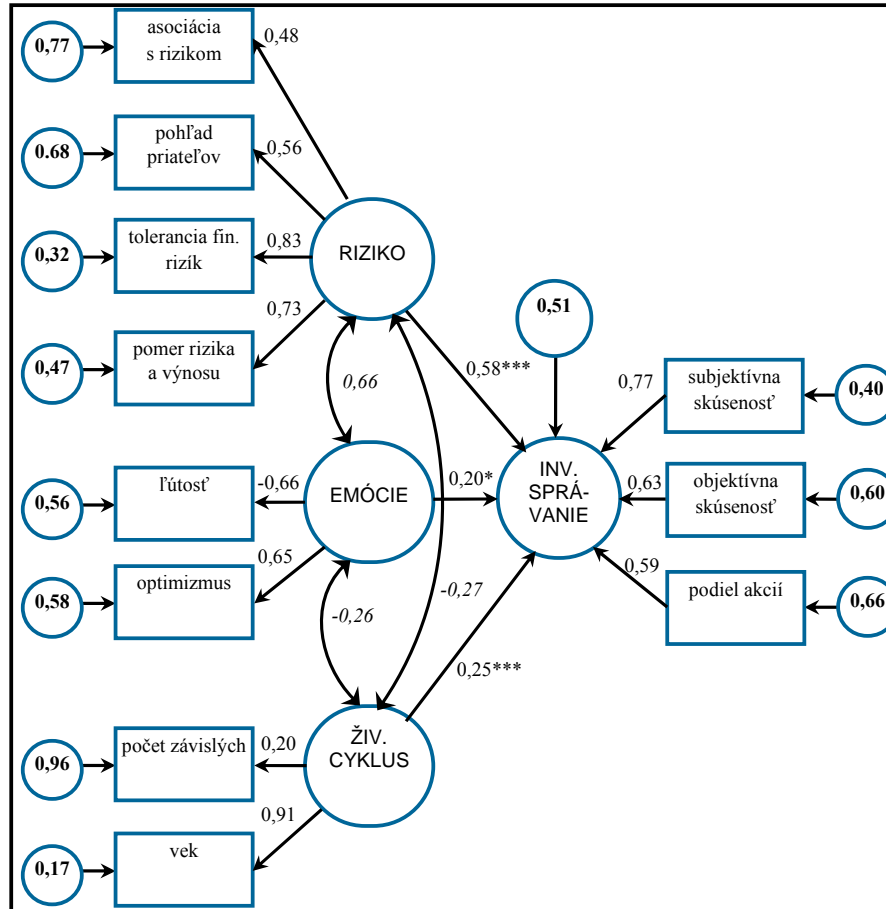 0,77
asociácia
s rizikom
0,48
0.68
pohľad
priateľov
0,56
0,32
tolerancia fin.
rizík
0,83
RIZIKO
0,47
pomer rizika
a výnosu
0,73
0,51
0,66
0,58***
0,77
subjektívna
skúsenosť
0,40
0,56
ľútosť
-0,66
EMÓCIE
0,20*
INV.
SPRÁ-
VANIE
0,63
objektívna
skúsenosť
0,60
0,58
optimizmus
0,65
-0,26
-0,27
0,59
podiel akcií
0,66
0,25***
0,96
počet závislých
0,20
ŽIV.
CYKLUS
0,17
vek
0,91